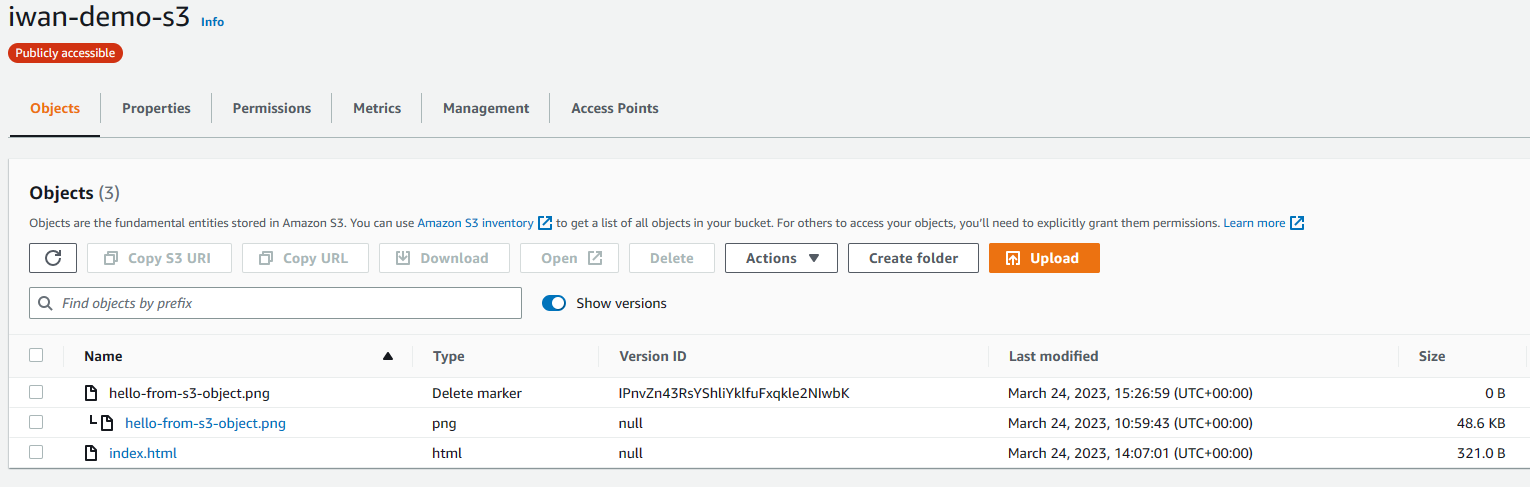 iwan-demo-s3 Info
Publicly accessible
Objects Properties Permissions Metrics Management Access Points
Objects (3)
Objects are the fundamental entities stored in Amazon S3. You can use Amazon S3 inventory to get a list of all objects in your bucket. For others to access your objects, you'll need to explicitly grant them permissions. Learn more
Copy S3 URI Copy URL Download Open Delete Actions Create folder Upload
Find objects by prefix Show versions
Name Type Version ID Last modified Size
hello-from-s3-object.png Delete marker IPnvZn43RsYShliYklfuFxqkle2NIwbK March 24, 2023, 15:26:59 (UTC+00:00) 0 B
hello-from-s3-object.png png null March 24, 2023, 10:59:43 (UTC+00:00) 48.6 KB
index.html html null March 24, 2023, 14:07:01 (UTC+00:00) 321.0 B